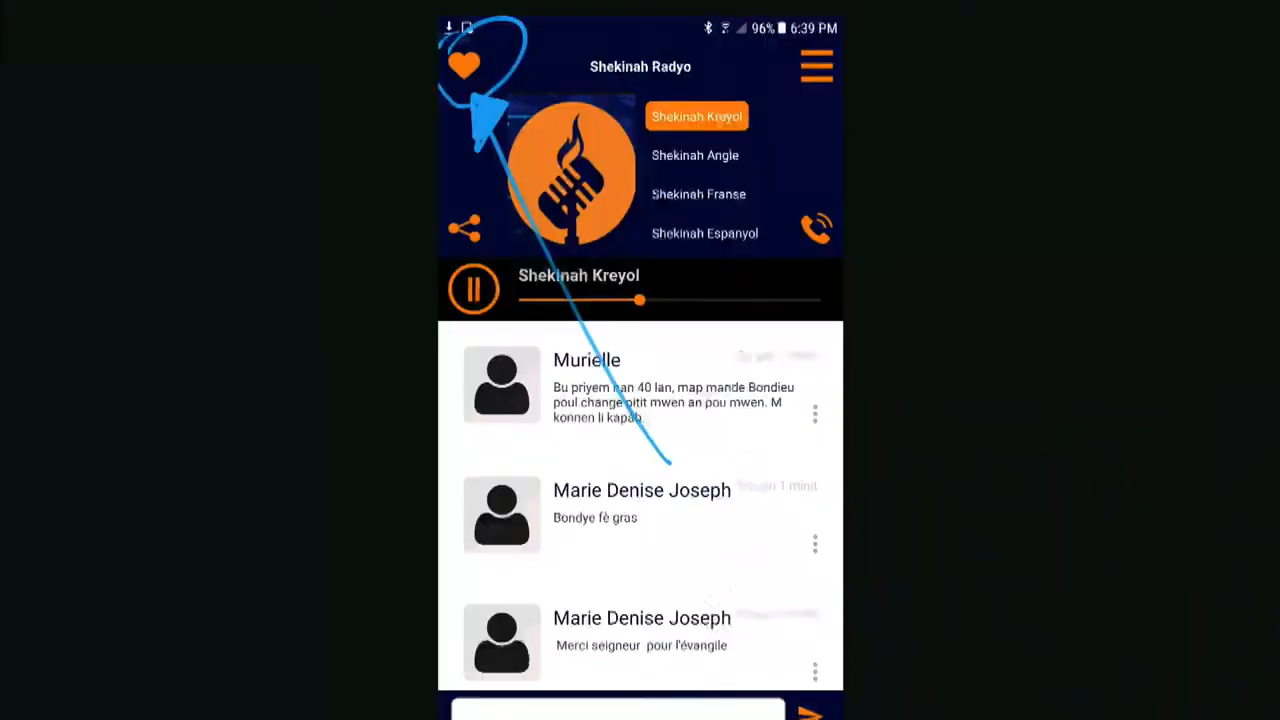 96% 6:39 PM
Shekinah Radyo
Shekinah Kreyol
Shekinah Angle
Shekinah Franse
Shekinah Espanyol
Shekinah Kreyol
Murielle
Bu priyem nan 40 lan, map mande Bondieu
poul change pitit mwen an pou mwen. M
konnen li kapab
Marie Denise Joseph
1 minit
Bondye fè gras
Marie Denise Joseph
Merci seigneur pour l'évangile